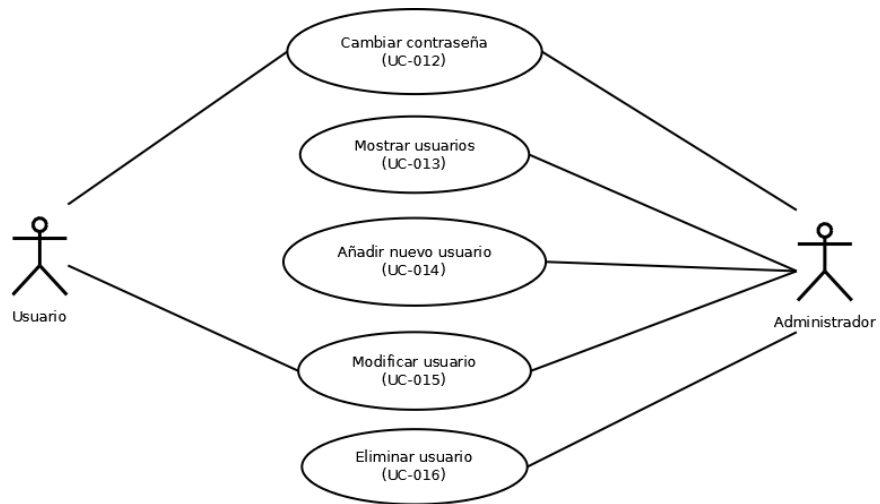 Cambiar contraseña
(UC-012)
Mostrar usuarios
(UC-013)
Añadir nuevo usuario
(UC-014)
Usuario
Administrador
Modificar usuario
(UC-015)
Eliminar usuario
(UC-016)